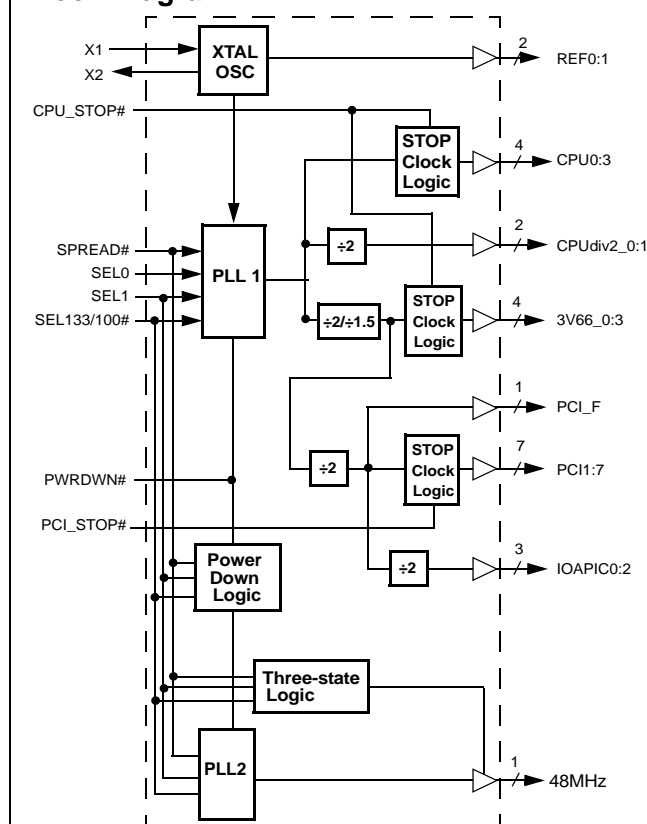 X1
X2
XTAL
OSC
2
REF0:1
CPU_STOP#
STOP
Clock
Logic
4
CPU0:3
SPREAD#
SEL0
SEL1
SEL133/100#
PLL 1
÷2
2
CPUdiv2_0:1
÷2/÷1.5
STOP
Clock
Logic
4
3V66_0:3
1
PCI_F
÷2
STOP
Clock
Logic
7
PCI1:7
PWRDWN#
PCI_STOP#
Power
Down
Logic
÷2
3
IOAPIC0:2
Three-state
Logic
PLL2
1
48MHz